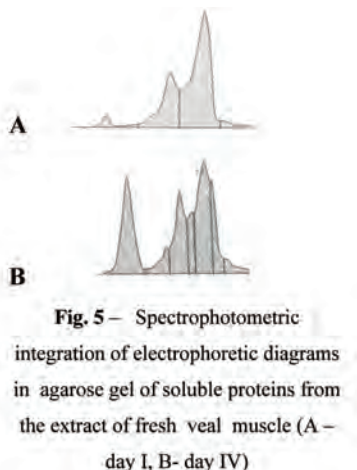 A
B
Fig. 5 – Spectrophotometric
integration of electrophoretic diagrams
in agarose gel of soluble proteins from
the extract of fresh veal muscle (A –
day I, B- day IV)